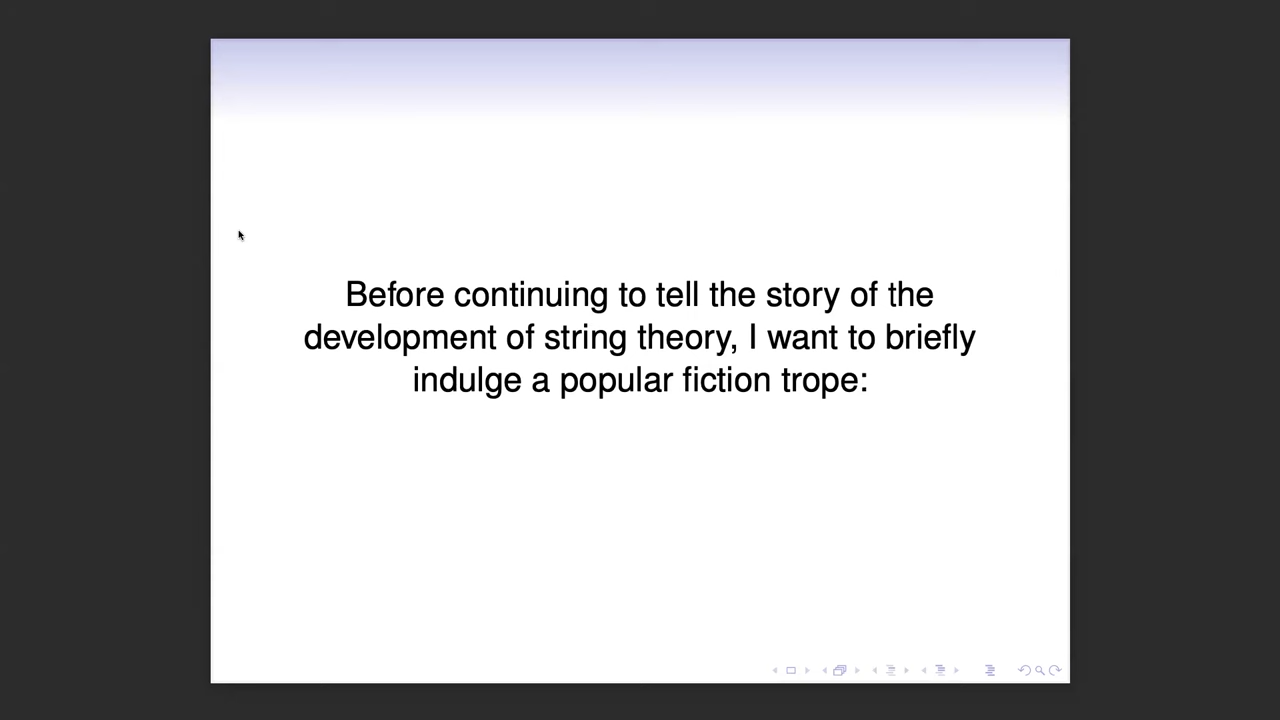 Before continuing to tell the story of the
development of string theory, I want to briefly
indulge a popular fiction trope: